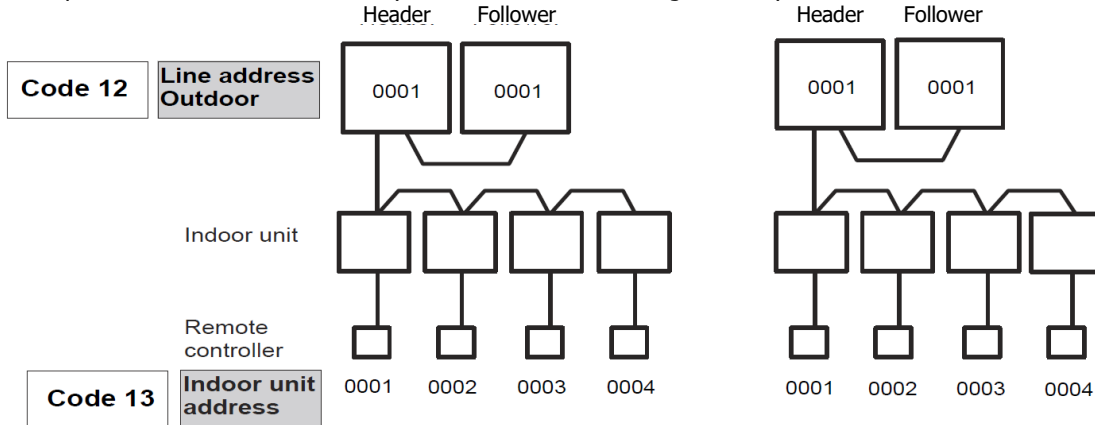 Header Follower Header Follower
Code 12 Line address
Outdoor
0001 0001 0001 0001
Indoor unit
Remote
controller
Code 13 Indoor unit
address
0001 0002 0003 0004 0001 0002 0003 0004